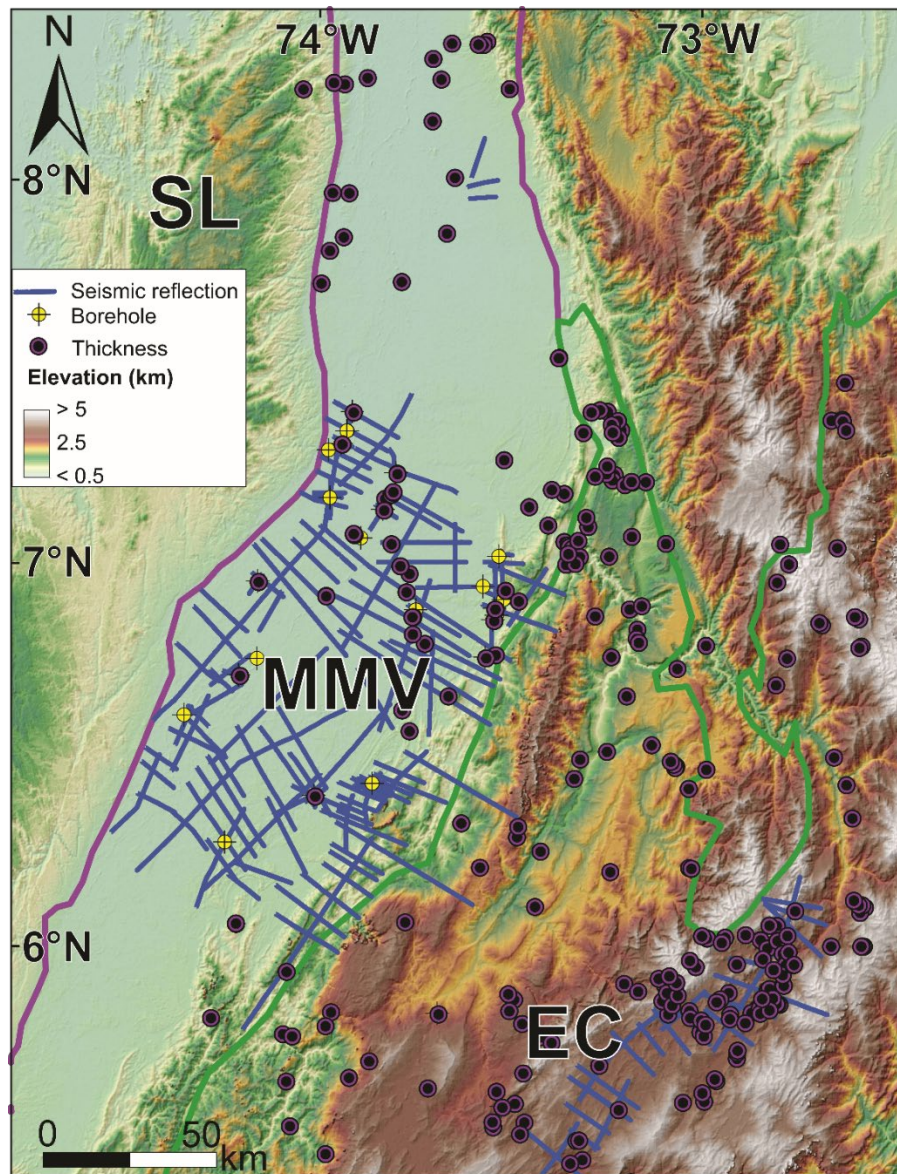 N
74°W
73°W
8°N
SL
Seismic reflection
Borehole
Thickness
Elevation (km)
> 5
2.5
< 0.5
7°N
MMV
6°N
EC
0
50
km